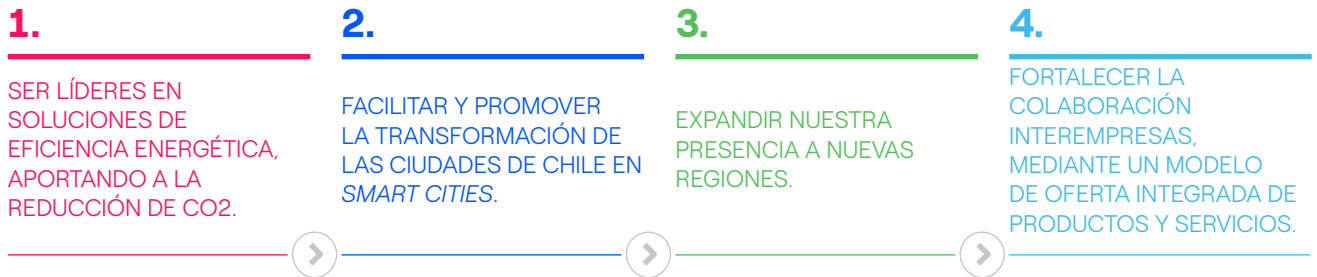 1.
SER LÍDERES EN
SOLUCIONES DE
EFICIENCIA ENERGÉTICA,
APORTANDO A LA
REDUCCIÓN DE CO2.
2.
FACILITAR Y PROMOVER
LA TRANSFORMACIÓN DE
LAS CIUDADES DE CHILE EN
SMART CITIES.
3.
EXPANDIR NUESTRA
PRESENCIA A NUEVAS
REGIONES.
4.
FORTALECER LA
COLABORACIÓN
INTEREMPRESAS,
MEDIANTE UN MODELO
DE OFERTA INTEGRADA DE
PRODUCTOS Y SERVICIOS.